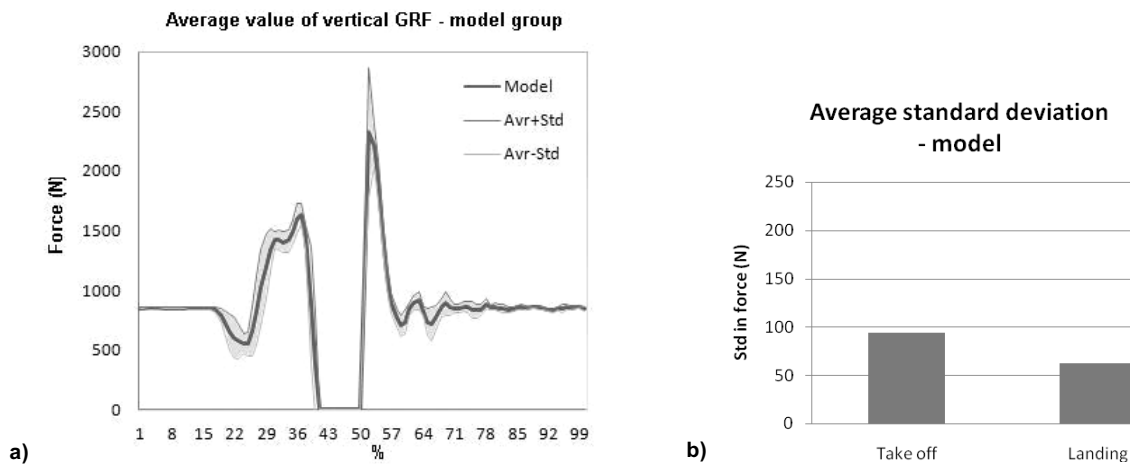 Average value of vertical GRF - model group
3000
2500
2000
1500
1000
500
0
Force (N)
Model
Avr+Std
Avr-Std
1 8 15 22 29 36 43 50 57 64 71 78 85 92 99
%
a)
Average standard deviation
- model
250
200
150
100
50
0
Std in force (N)
Take off Landing
b)